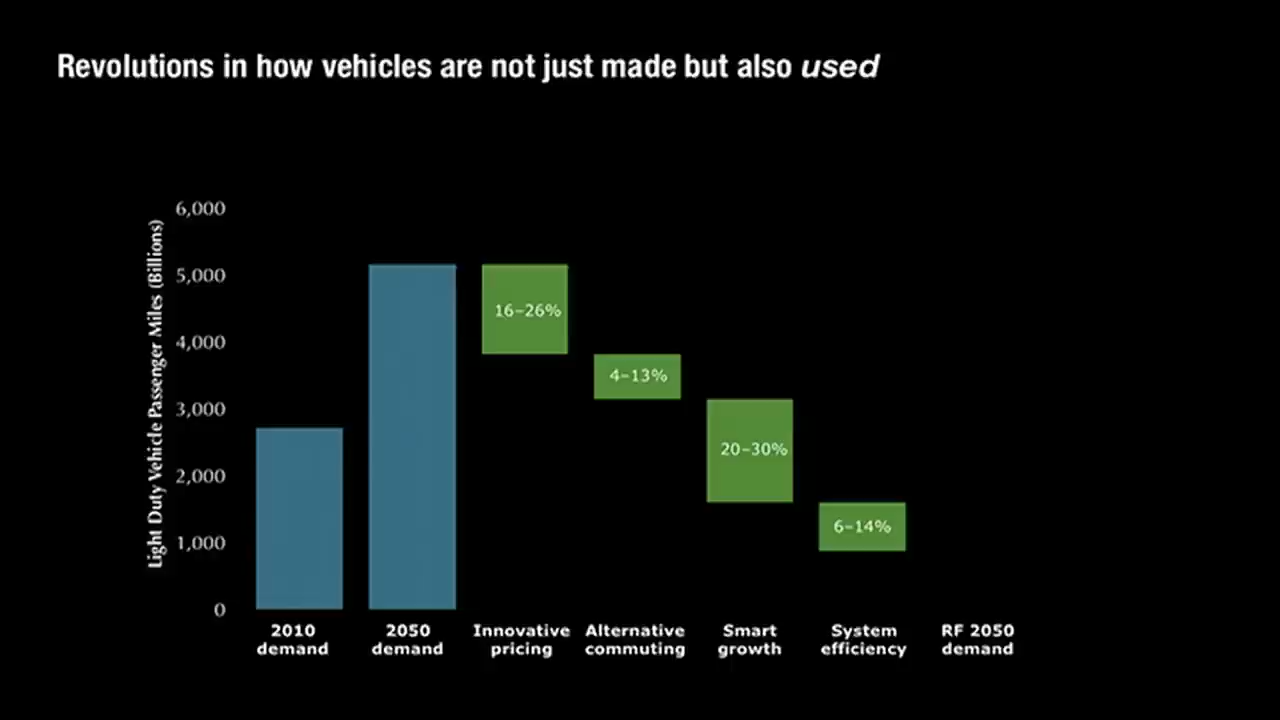 Revolutions in how vehicles are not just made but also used
Light Duty Vehicle Passenger Miles (Billions)
6,000
5,000
4,000
3,000
2,000
1,000
0
16–26%
4–13%
20–30%
6–14%
2010
demand
2050
demand
Innovative
pricing
Alternative
commuting
Smart
growth
System
efficiency
RF 2050
demand